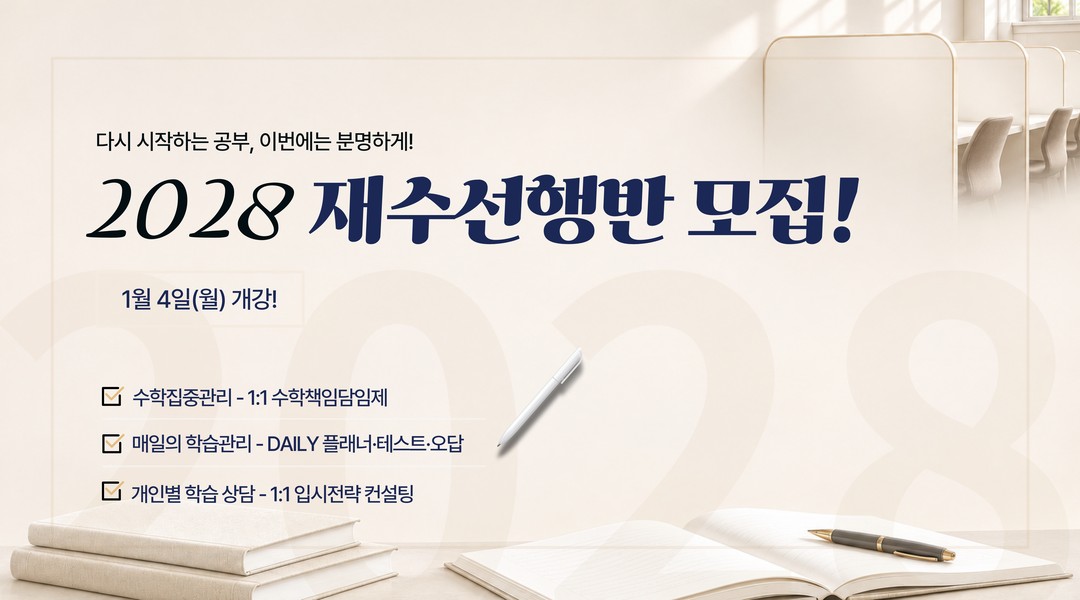 다시 시작하는 공부, 이번에는 분명하게!
2028 재수선행반 모집!
1월 4일(월) 개강!
수학집중관리 - 1:1 수학책임담임제
매일의 학습관리 - DAILY 플래너·테스트·오답
개인별 학습 상담 - 1:1 입시전략 컨설팅
2028